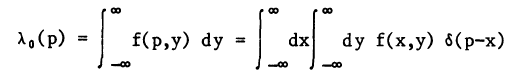 λ₀(p) = ∫_{-∞}^{∞} f(p,y) dy = ∫_{-∞}^{∞} dx ∫_{-∞}^{∞} dy f(x,y) δ(p-x)